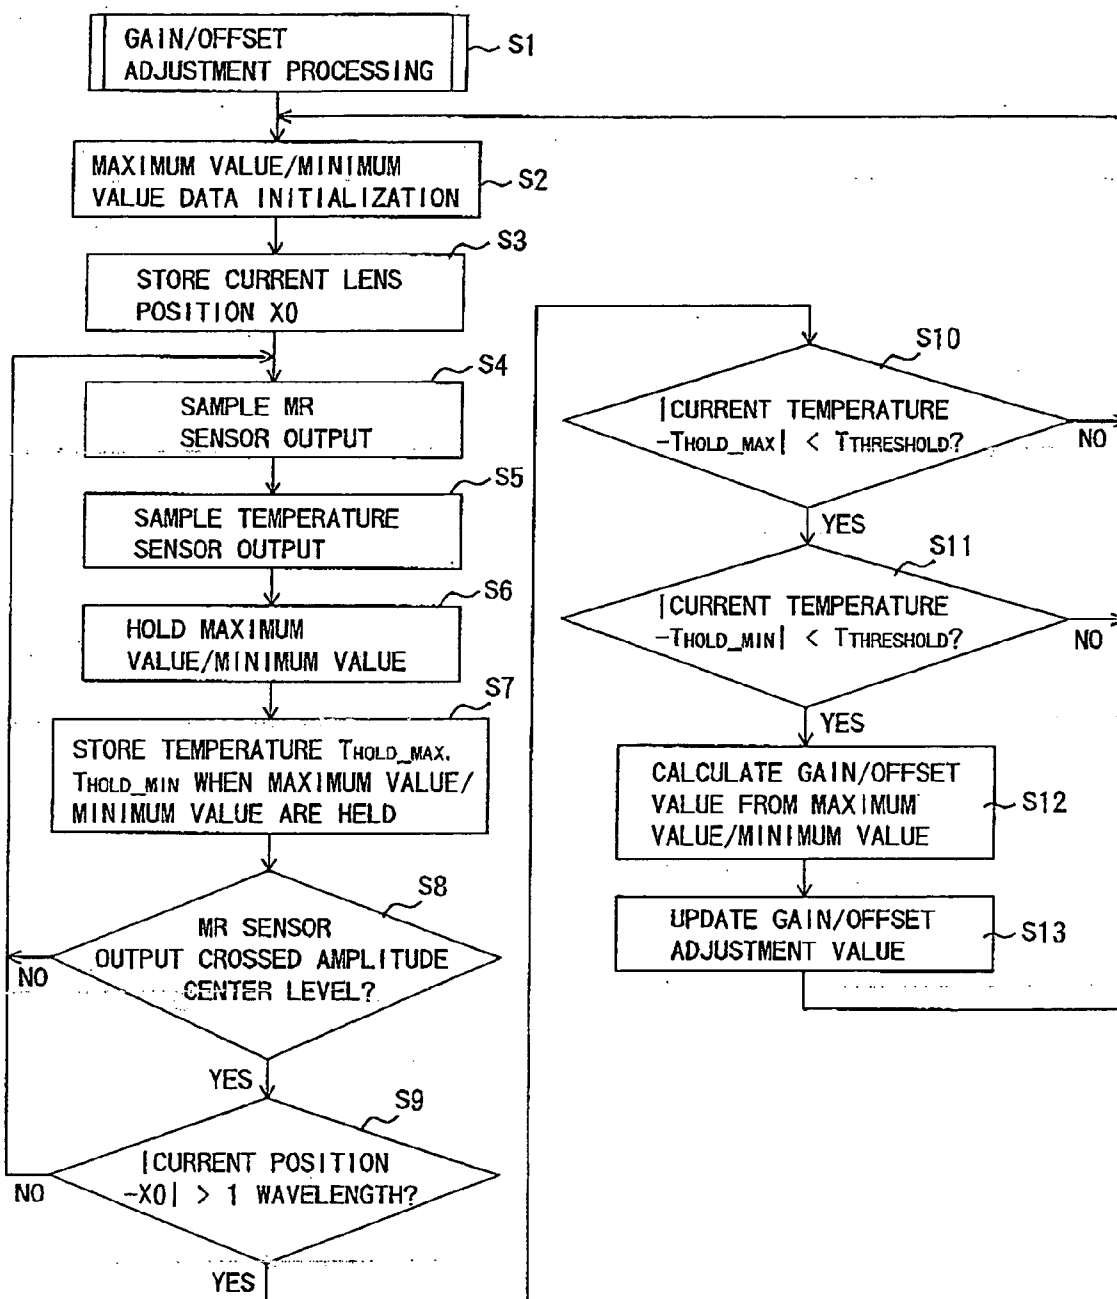 GAIN/OFFSET
ADJUSTMENT PROCESSING
S1
MAXIMUM VALUE/MINIMUM
VALUE DATA INITIALIZATION
S2
S3
STORE CURRENT LENS
POSITION X0
S4
SAMPLE MR
SENSOR OUTPUT
S5
SAMPLE TEMPERATURE
SENSOR OUTPUT
S6
HOLD MAXIMUM
VALUE/MINIMUM VALUE
S7
STORE TEMPERATURE THOLD_MAX.
THOLD_MIN WHEN MAXIMUM VALUE/
MINIMUM VALUE ARE HELD
S8
MR SENSOR
OUTPUT CROSSED AMPLITUDE
CENTER LEVEL?
NO
YES
S9
|CURRENT POSITION
-X0| > 1 WAVELENGTH?
NO
YES
S10
|CURRENT TEMPERATURE
-THOLD_MAX| < TTHRESHOLD?
NO
YES
S11
|CURRENT TEMPERATURE
-THOLD_MIN| < TTHRESHOLD?
NO
YES
CALCULATE GAIN/OFFSET
VALUE FROM MAXIMUM
VALUE/MINIMUM VALUE
S12
UPDATE GAIN/OFFSET
ADJUSTMENT VALUE
S13